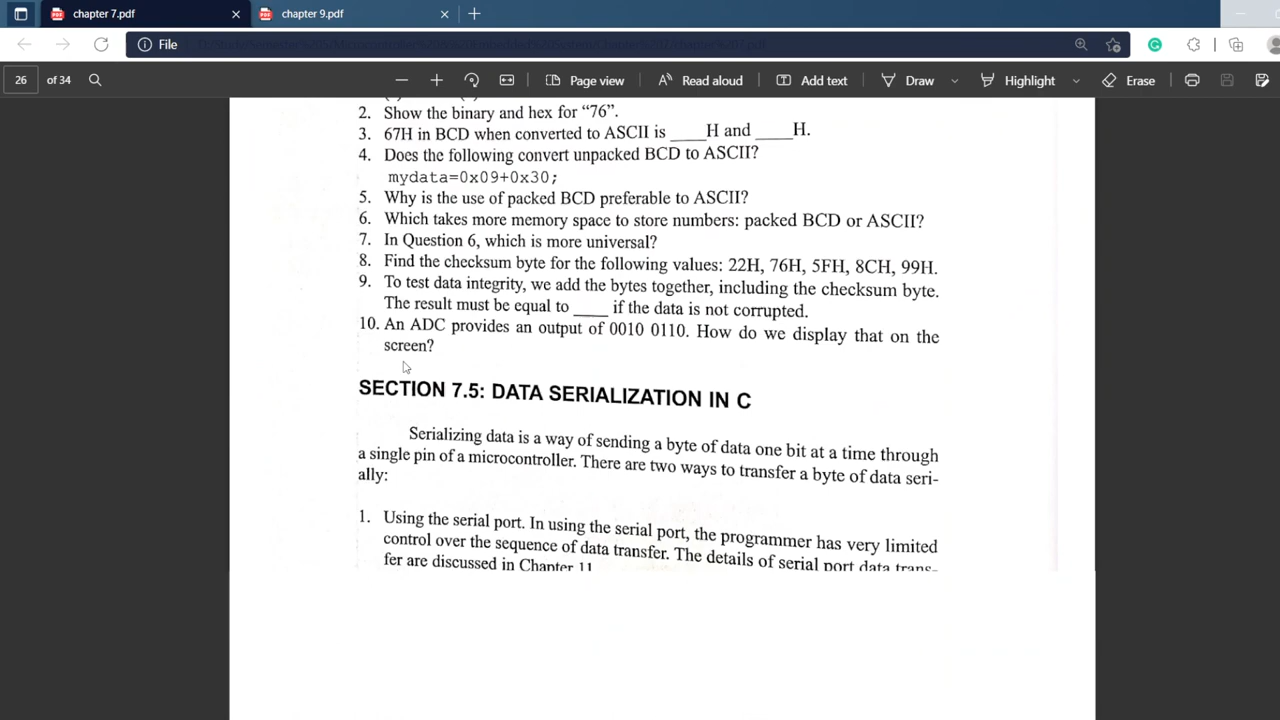 chapter 7.pdf
chapter 9.pdf
File
26 of 34
Page view
Read aloud
Add text
Draw
Highlight
Erase
2. Show the binary and hex for “76”.
3. 67H in BCD when converted to ASCII is ____H and ____H.
4. Does the following convert unpacked BCD to ASCII?
mydata=0x09+0x30;
5. Why is the use of packed BCD preferable to ASCII?
6. Which takes more memory space to store numbers: packed BCD or ASCII?
7. In Question 6, which is more universal?
8. Find the checksum byte for the following values: 22H, 76H, 5FH, 8CH, 99H.
9. To test data integrity, we add the bytes together, including the checksum byte.
The result must be equal to ____ if the data is not corrupted.
10. An ADC provides an output of 0010 0110. How do we display that on the
screen?
SECTION 7.5: DATA SERIALIZATION IN C
Serializing data is a way of sending a byte of data one bit at a time through
a single pin of a microcontroller. There are two ways to transfer a byte of data seri-
ally:
1. Using the serial port. In using the serial port, the programmer has very limited
control over the sequence of data transfer. The details of serial port data trans-
fer are discussed in Chapter 11